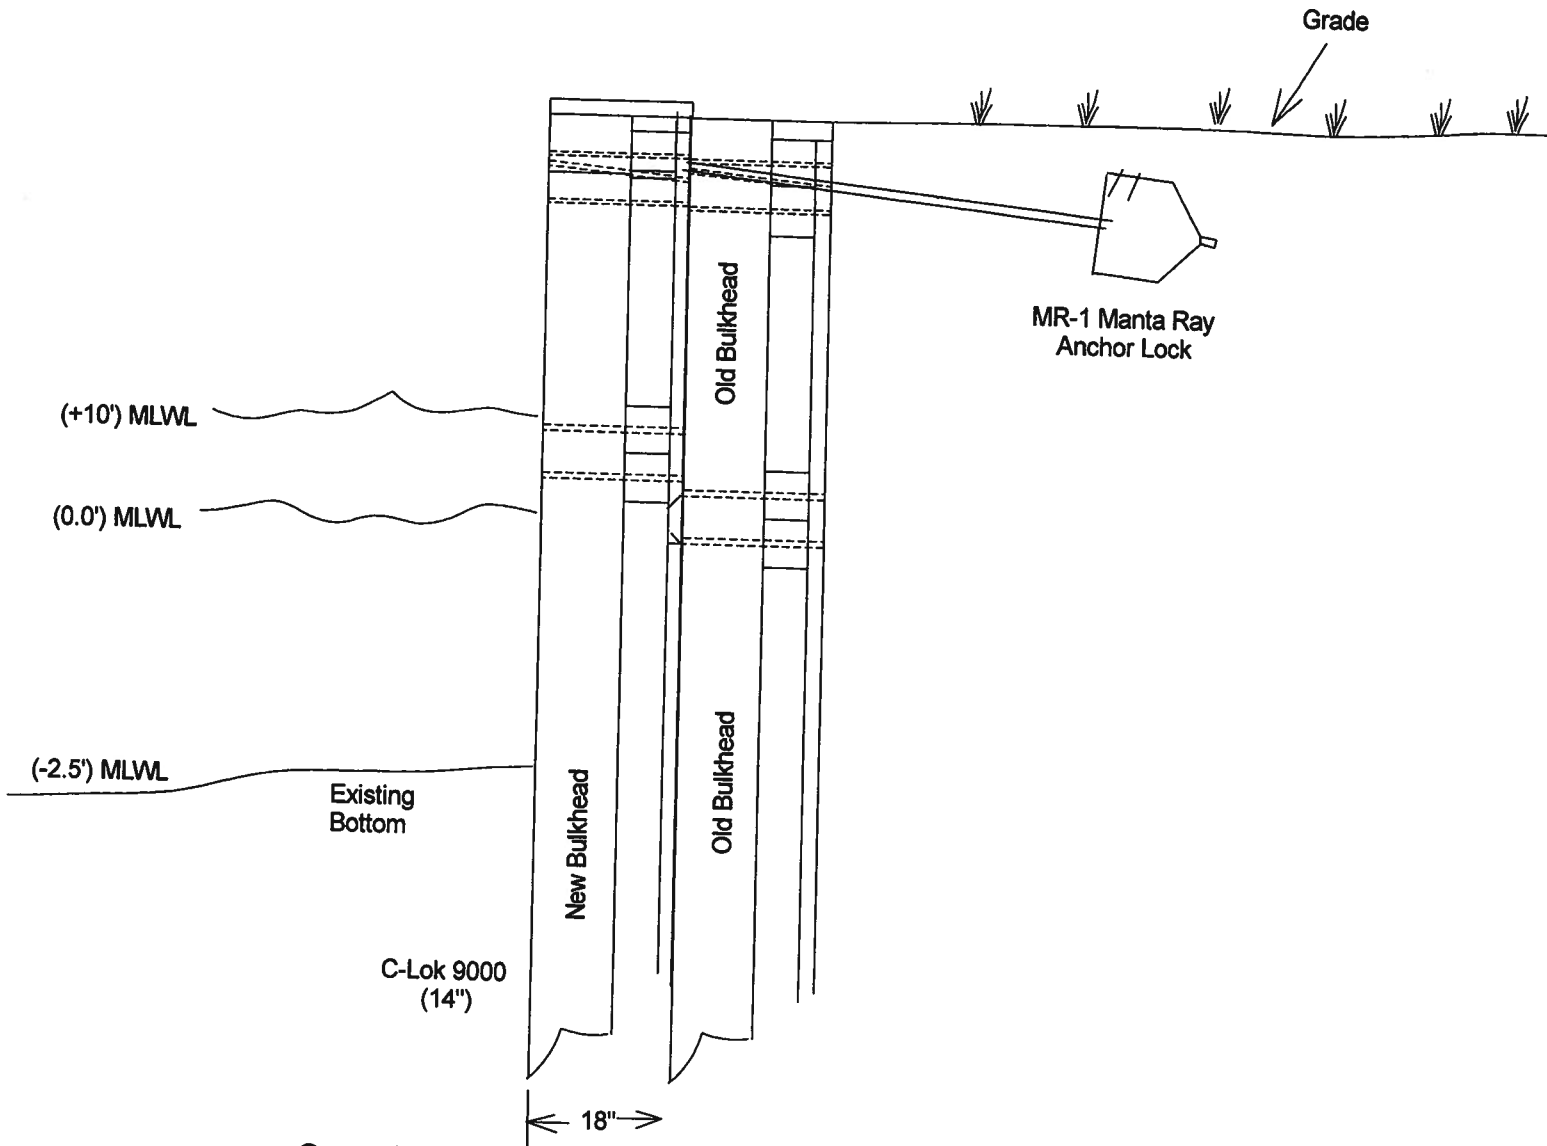 Grade
MR-1 Manta Ray
Anchor Lock
Old Bulkhead
(+10') MLWL
(0.0') MLWL
(-2.5') MLWL
Existing
Bottom
New Bulkhead
Old Bulkhead
C-Lok 9000
(14")
18"